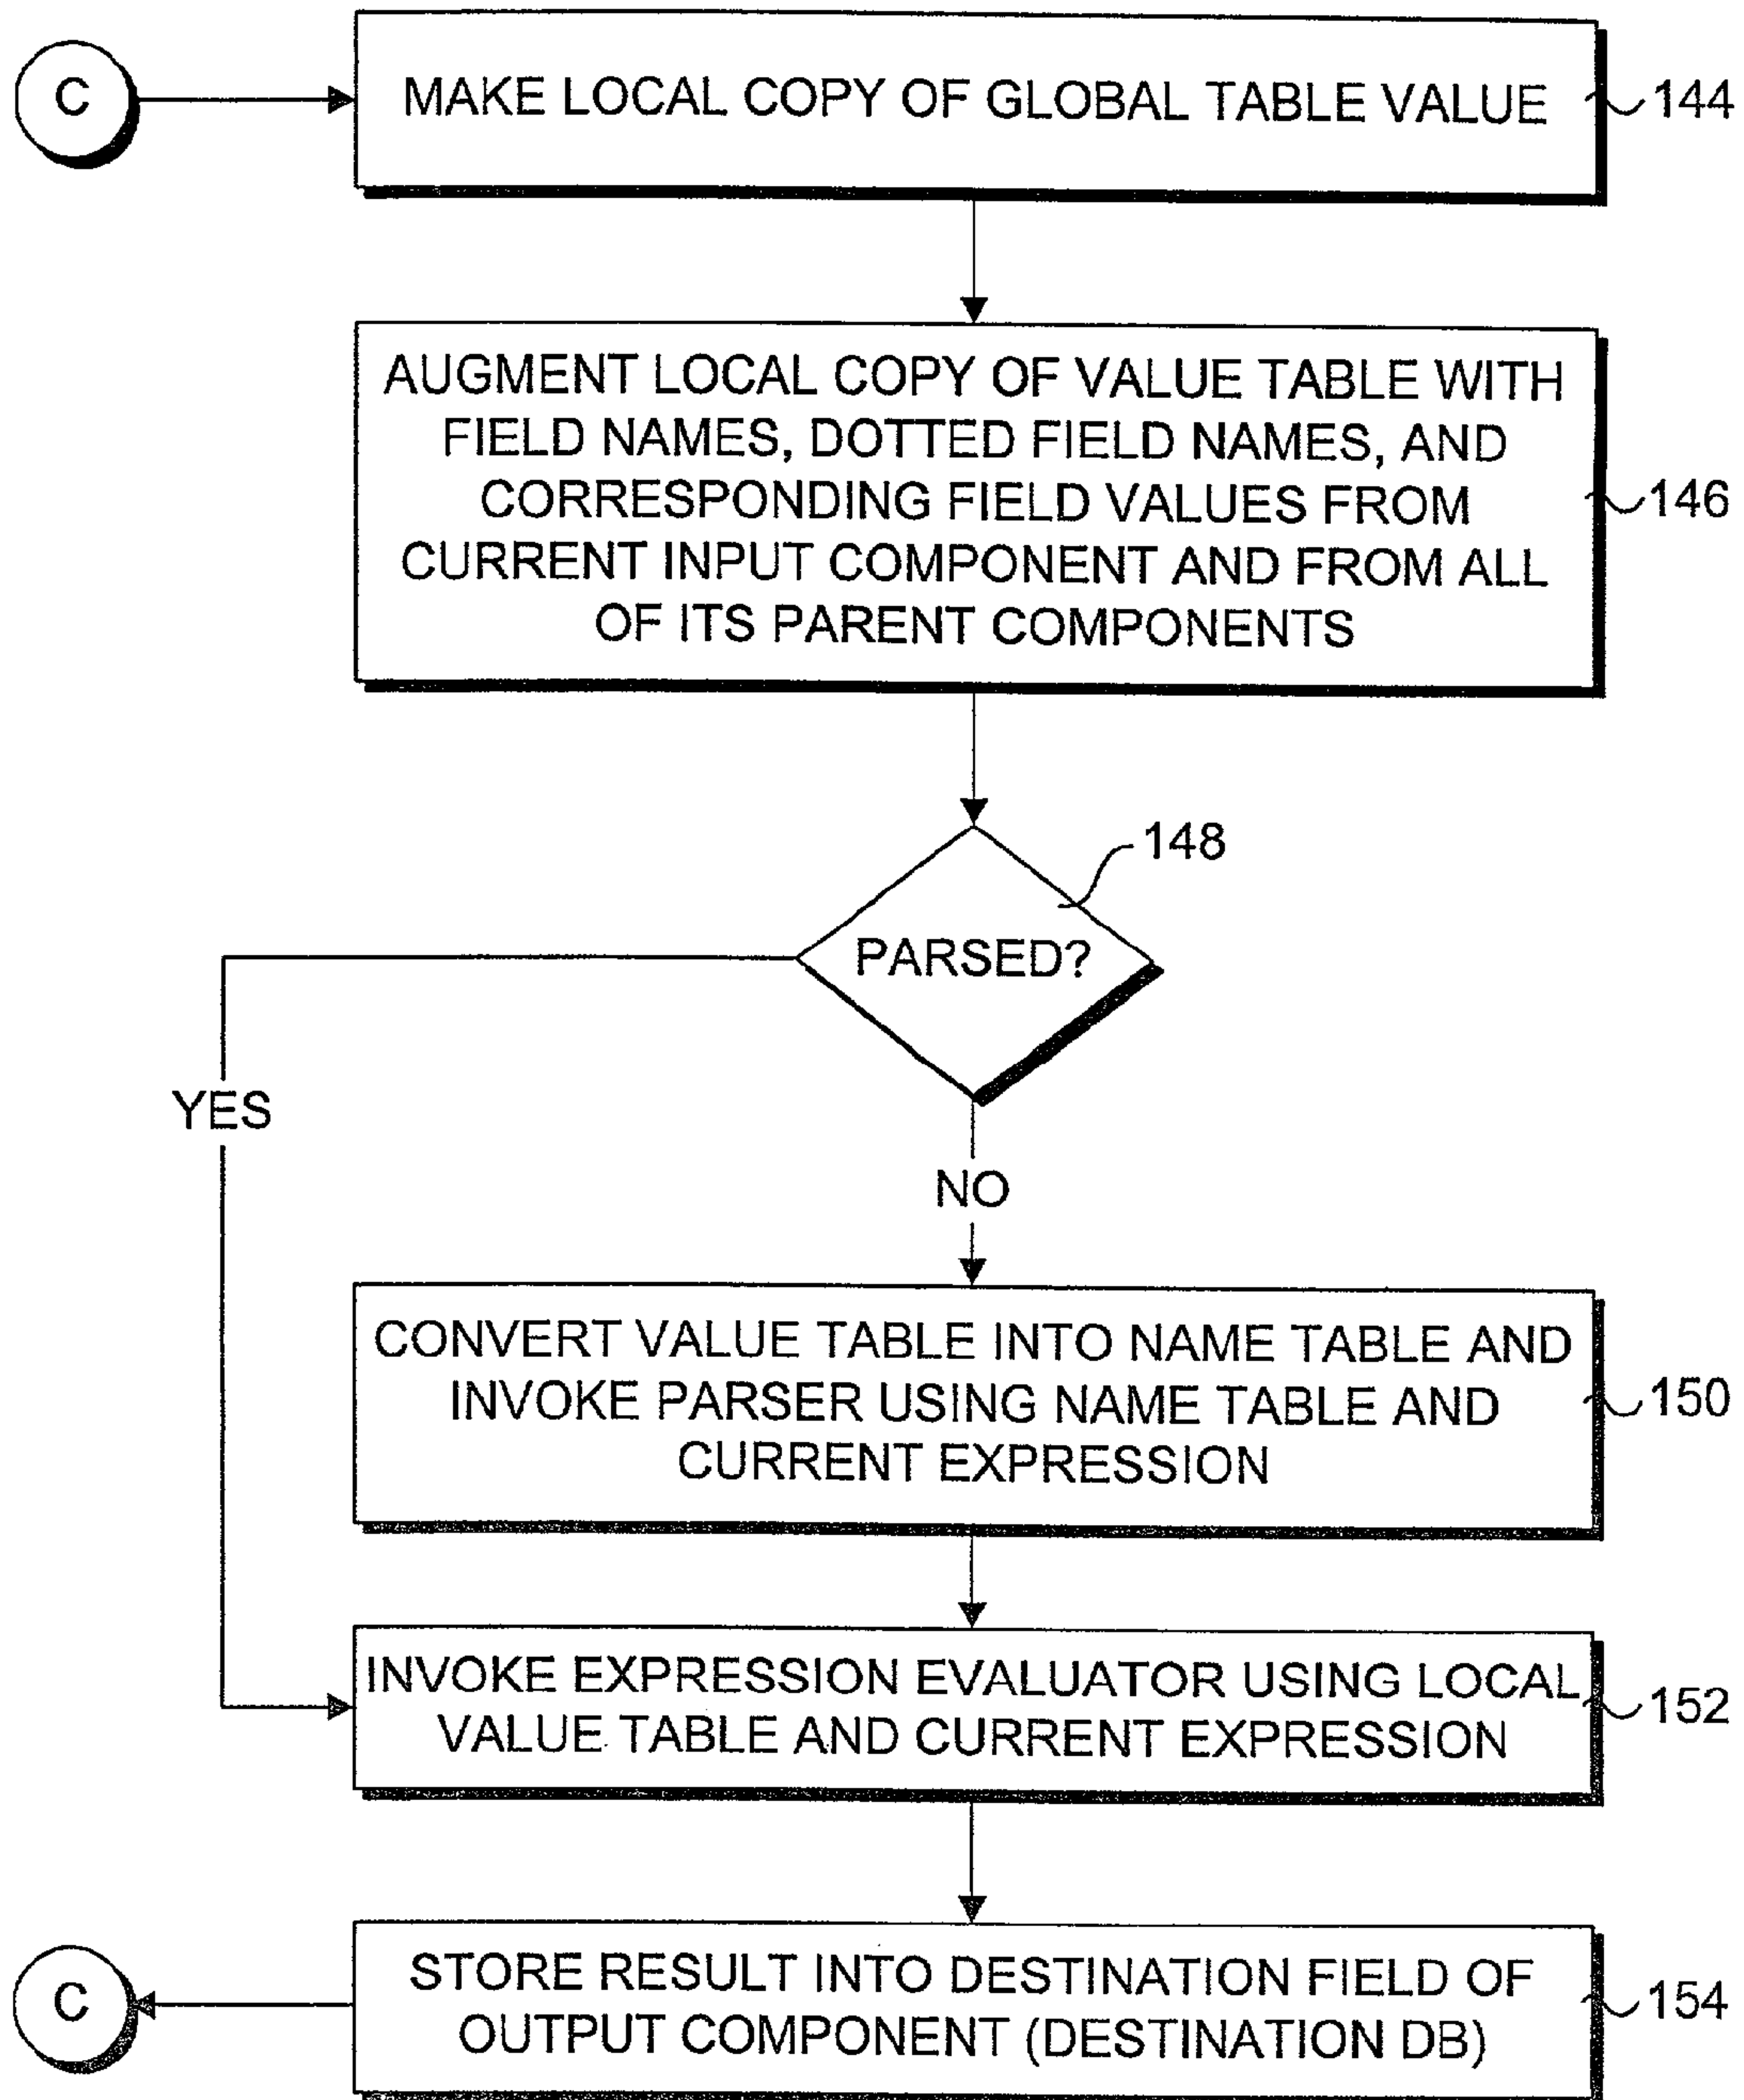 C
MAKE LOCAL COPY OF GLOBAL TABLE VALUE
144
AUGMENT LOCAL COPY OF VALUE TABLE WITH
FIELD NAMES, DOTTED FIELD NAMES, AND
CORRESPONDING FIELD VALUES FROM
CURRENT INPUT COMPONENT AND FROM ALL
OF ITS PARENT COMPONENTS
146
148
PARSED?
YES
NO
CONVERT VALUE TABLE INTO NAME TABLE AND
INVOKE PARSER USING NAME TABLE AND
CURRENT EXPRESSION
150
INVOKE EXPRESSION EVALUATOR USING LOCAL
VALUE TABLE AND CURRENT EXPRESSION
152
C
STORE RESULT INTO DESTINATION FIELD OF
OUTPUT COMPONENT (DESTINATION DB)
154